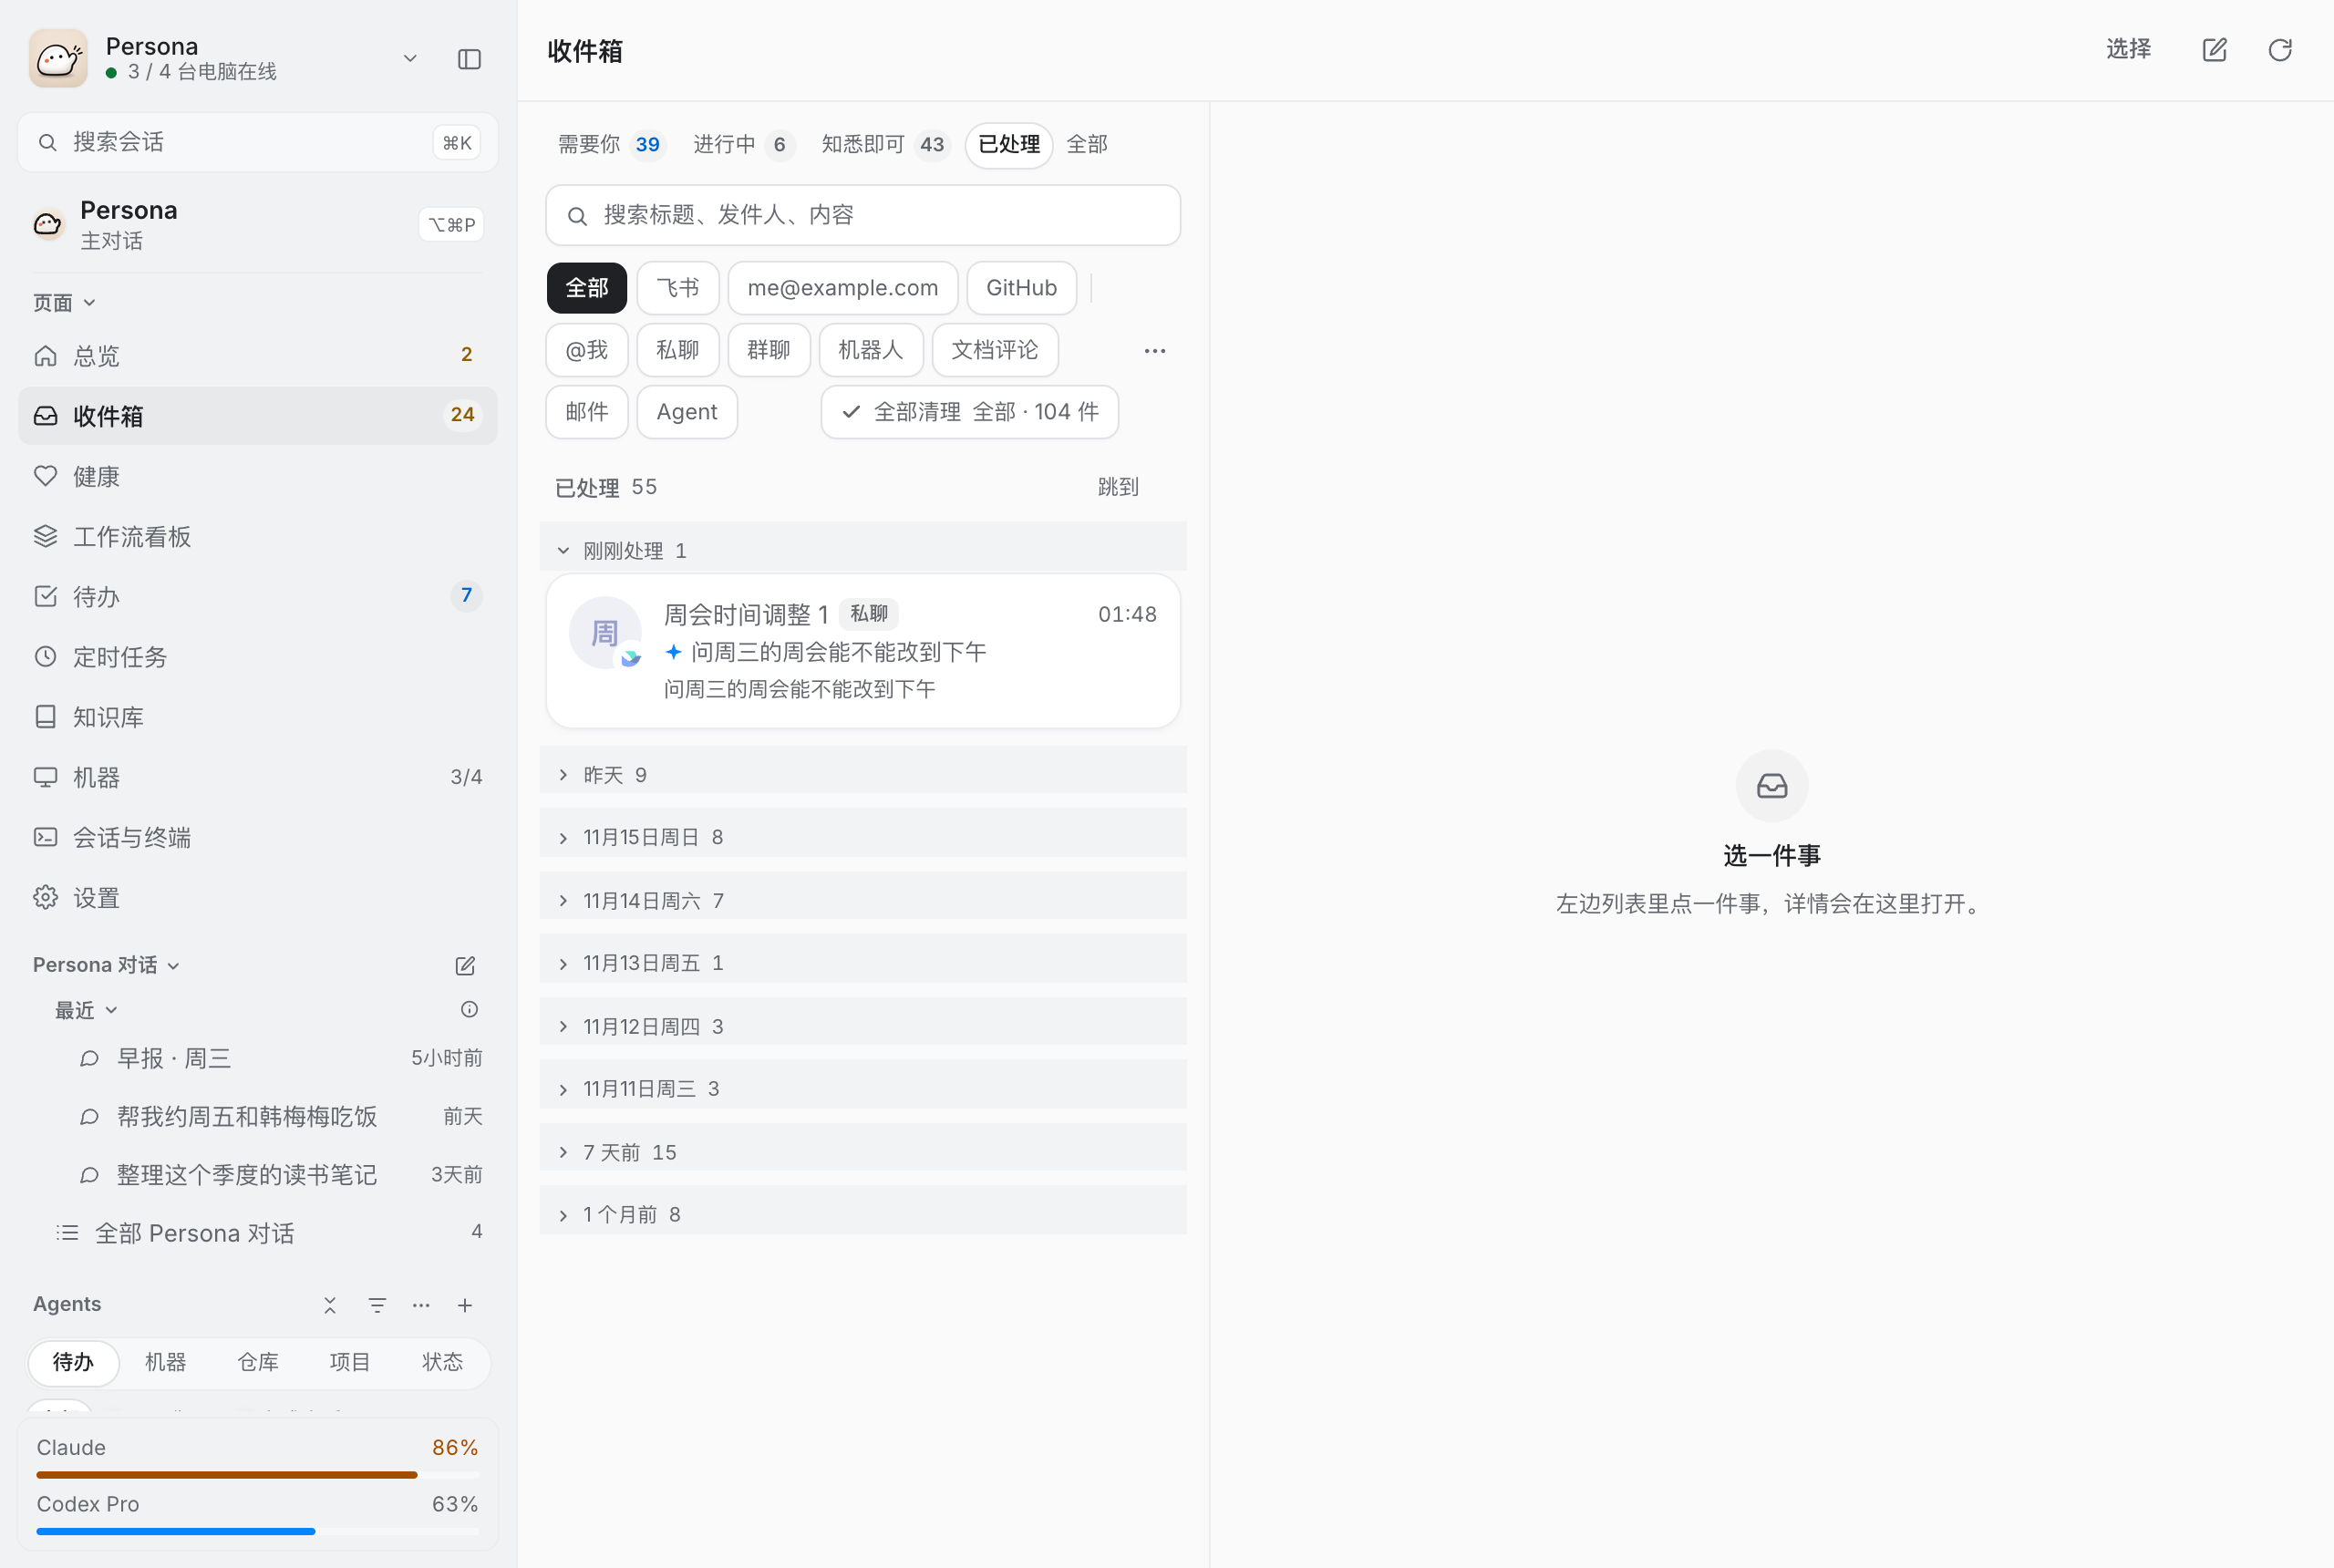 Persona
3 / 4 台电脑在线
搜索会话
⌘K
Persona
主对话
⌥⌘P
页面
总览
2
收件箱
24
健康
工作流看板
待办
7
定时任务
知识库
机器
3/4
会话与终端
设置
Persona 对话
最近
早报 · 周三
5小时前
帮我约周五和韩梅梅吃饭
前天
整理这个季度的读书笔记
3天前
全部 Persona 对话
4
Agents
待办
机器
仓库
项目
状态
Claude
86%
Codex Pro
63%
收件箱
选择
需要你 39
进行中 6
知悉即可 43
已处理
全部
搜索标题、发件人、内容
全部
飞书
me@example.com
GitHub
@我
私聊
群聊
机器人
文档评论
邮件
Agent
全部清理 全部 · 104 件
已处理 55
跳到
刚刚处理 1
周
周会时间调整 1
私聊
01:48
问周三的周会能不能改到下午
问周三的周会能不能改到下午
昨天 9
11月15日周日 8
11月14日周六 7
11月13日周五 1
11月12日周四 3
11月11日周三 3
7 天前 15
1 个月前 8
选一件事
左边列表里点一件事，详情会在这里打开。